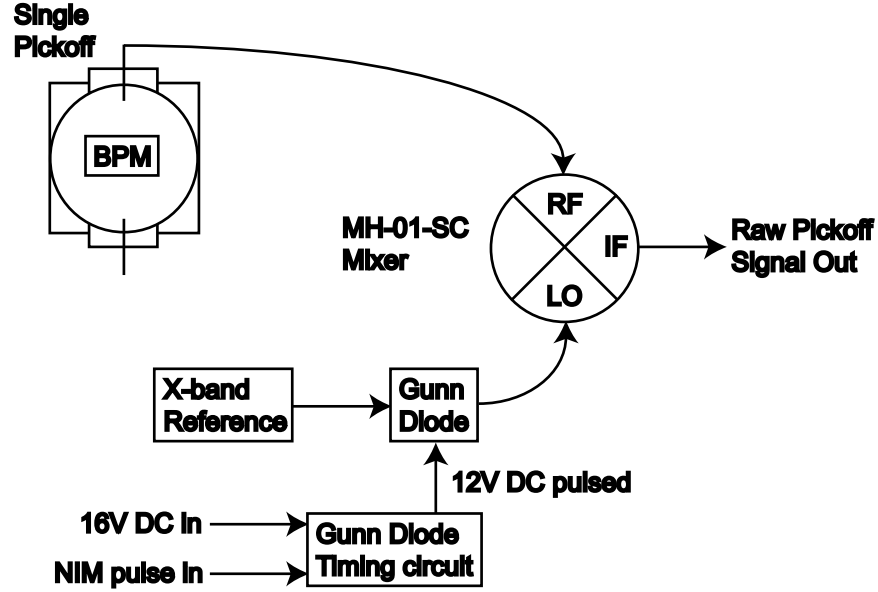 Single
Pickoff
BPM
RF
MH-01-SC
Mixer
IF
LO
Raw Pickoff
Signal Out
X-band
Reference
Gunn
Diode
12V DC pulsed
16V DC in
NIM pulse in
Gunn Diode
Timing circuit